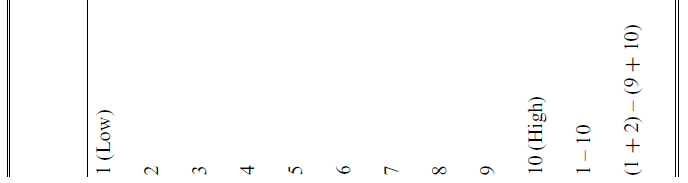 1 (Low)
2
3
4
5
6
7
8
9
10 (High)
1 – 10
(1 + 2) – (9 + 10)